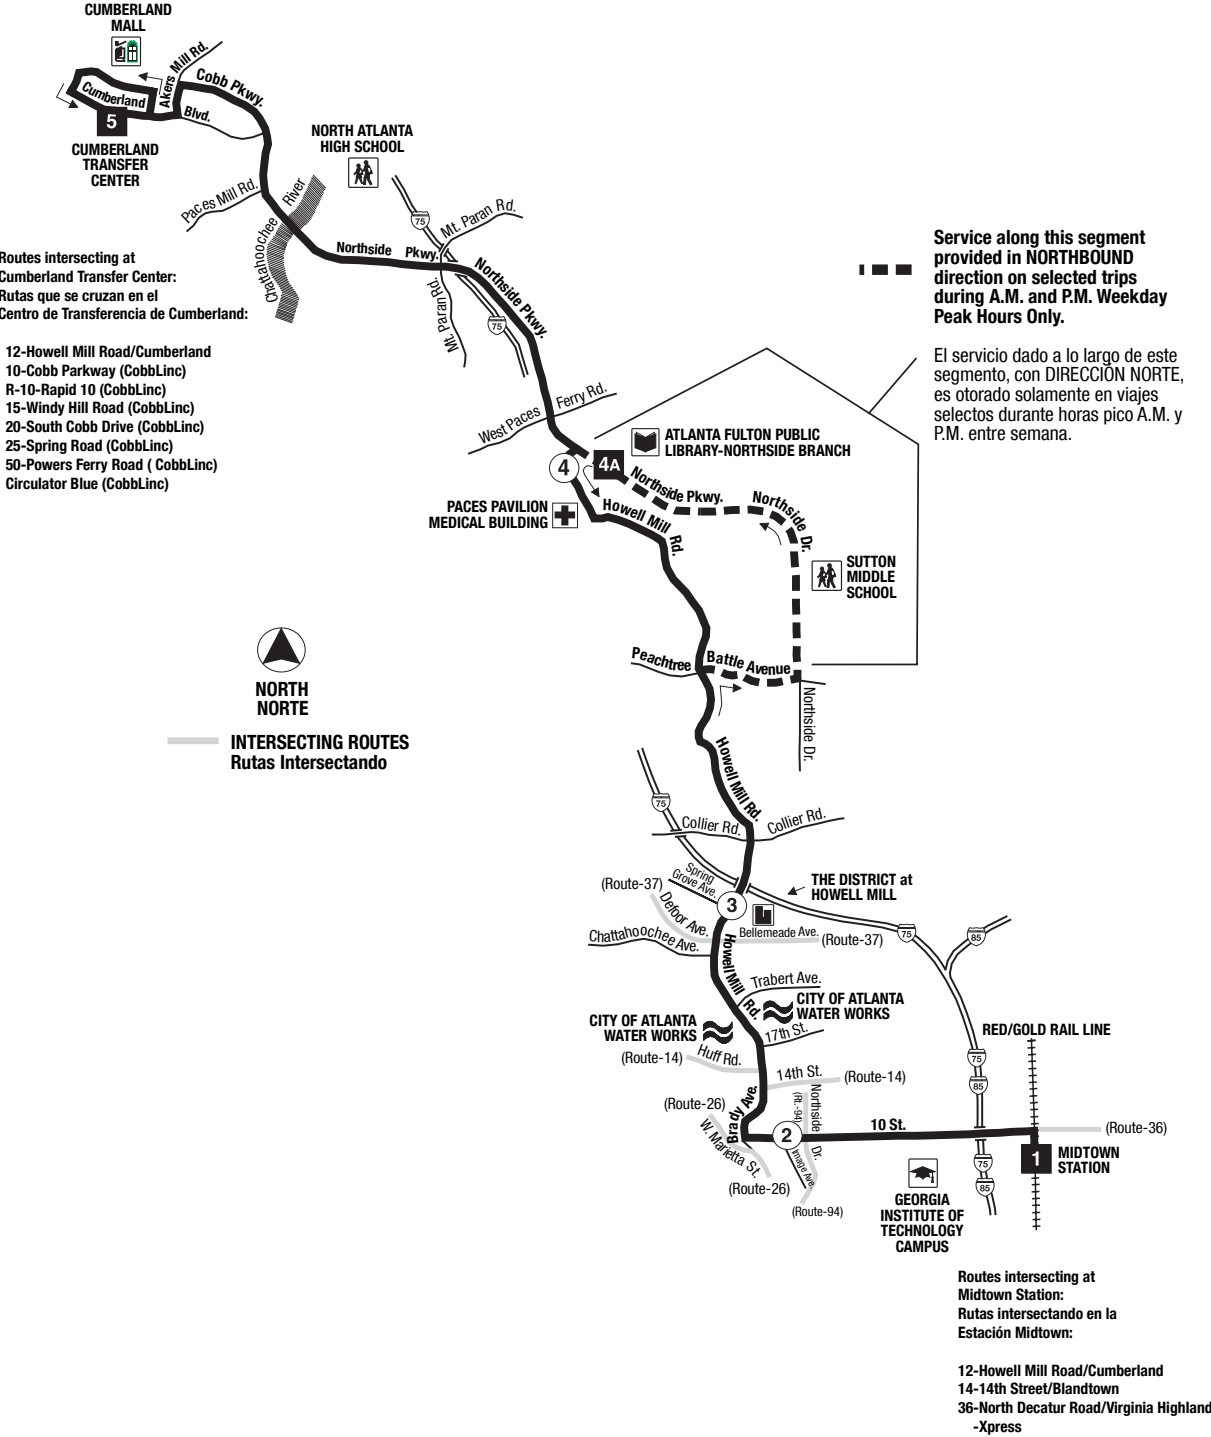 CUMBERLAND
MALL
Akers Mill Rd.
Cobb Pkwy.
Cumberland
Blvd.
5
CUMBERLAND
TRANSFER
CENTER
NORTH ATLANTA
HIGH SCHOOL
Paces Mill Rd.
Chattahoochee River
75
Mt. Paran Rd.
Northside Pkwy.
Northside Pkwy.
Mt. Paran Rd.
75
Routes intersecting at
Cumberland Transfer Center:
Rutas que se cruzan en el
Centro de Transferencia de Cumberland:
12-Howell Mill Road/Cumberland
10-Cobb Parkway (CobbLinc)
R-10-Rapid 10 (CobbLinc)
15-Windy Hill Road (CobbLinc)
20-South Cobb Drive (CobbLinc)
25-Spring Road (CobbLinc)
50-Powers Ferry Road ( CobbLinc)
Circulator Blue (CobbLinc)
Service along this segment
provided in NORTHBOUND
direction on selected trips
during A.M. and P.M. Weekday
Peak Hours Only.
El servicio dado a lo largo de este
segmento, con DIRECCIÓN NORTE,
es otorado solamente en viajes
selectos durante horas pico A.M. y
P.M. entre semana.
West Paces Ferry Rd.
ATLANTA FULTON PUBLIC
LIBRARY-NORTHSIDE BRANCH
4
4A
Northside Pkwy.
Northside Dr.
PACES PAVILION
MEDICAL BUILDING
Howell Mill Rd.
SUTTON
MIDDLE
SCHOOL
Peachtree Battle Avenue
Northside Dr.
NORTH
NORTE
INTERSECTING ROUTES
Rutas Intersectando
Howell Mill Rd.
75
Collier Rd.
Collier Rd.
Spring
Grove Ave.
THE DISTRICT at
HOWELL MILL
(Route-37)
3
Defoor Ave.
Bellemeade Ave.
(Route-37)
75
85
Chattahoochee Ave.
Howell Mill Rd.
Trabert Ave.
CITY OF ATLANTA
WATER WORKS
CITY OF ATLANTA
WATER WORKS
17th St.
RED/GOLD RAIL LINE
(Route-14)
Huff Rd.
75
85
14th St.
(Route-14)
(Route-26)
Brady Ave.
Northside Dr.
(Rt.-94)
W. Marietta St.
2
10 St.
(Route-36)
Image Ave.
(Route-26)
(Route-94)
75
85
1
MIDTOWN
STATION
GEORGIA
INSTITUTE OF
TECHNOLOGY
CAMPUS
Routes intersecting at
Midtown Station:
Rutas intersectando en la
Estación Midtown:
12-Howell Mill Road/Cumberland
14-14th Street/Blandtown
36-North Decatur Road/Virginia Highland
-Xpress